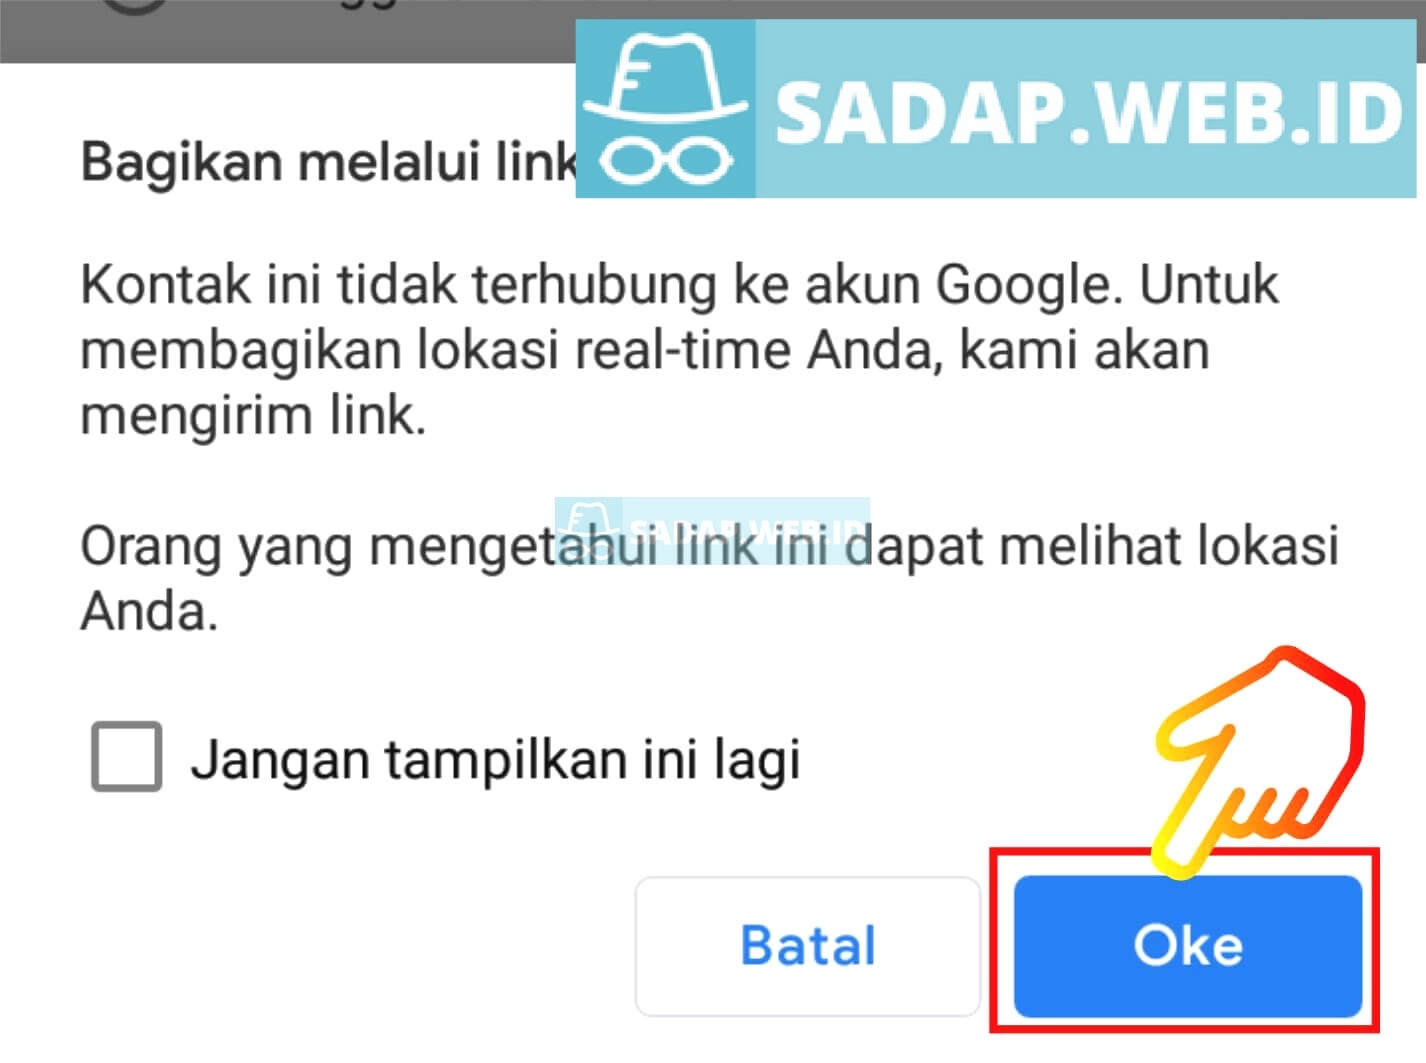 SADAP.WEB.ID
Bagikan melalui link
Kontak ini tidak terhubung ke akun Google. Untuk
membagikan lokasi real-time Anda, kami akan
mengirim link.
SADAP.WEB.ID
Orang yang mengetahui link ini dapat melihat lokasi
Anda.
Jangan tampilkan ini lagi
Batal
Oke